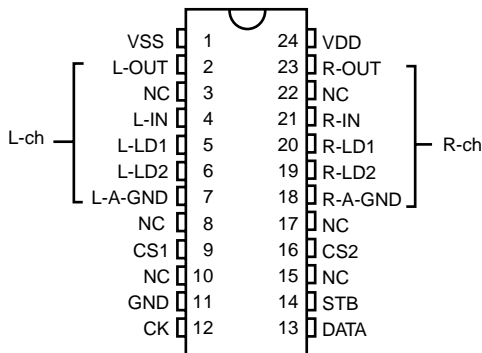 VSS 1 24 VDD
L-OUT 2 23 R-OUT
NC 3 22 NC
L-IN 4 21 R-IN
L-ch L-LD1 5 20 R-LD1 R-ch
L-LD2 6 19 R-LD2
L-A-GND 7 18 R-A-GND
NC 8 17 NC
CS1 9 16 CS2
NC 10 15 NC
GND 11 14 STB
CK 12 13 DATA